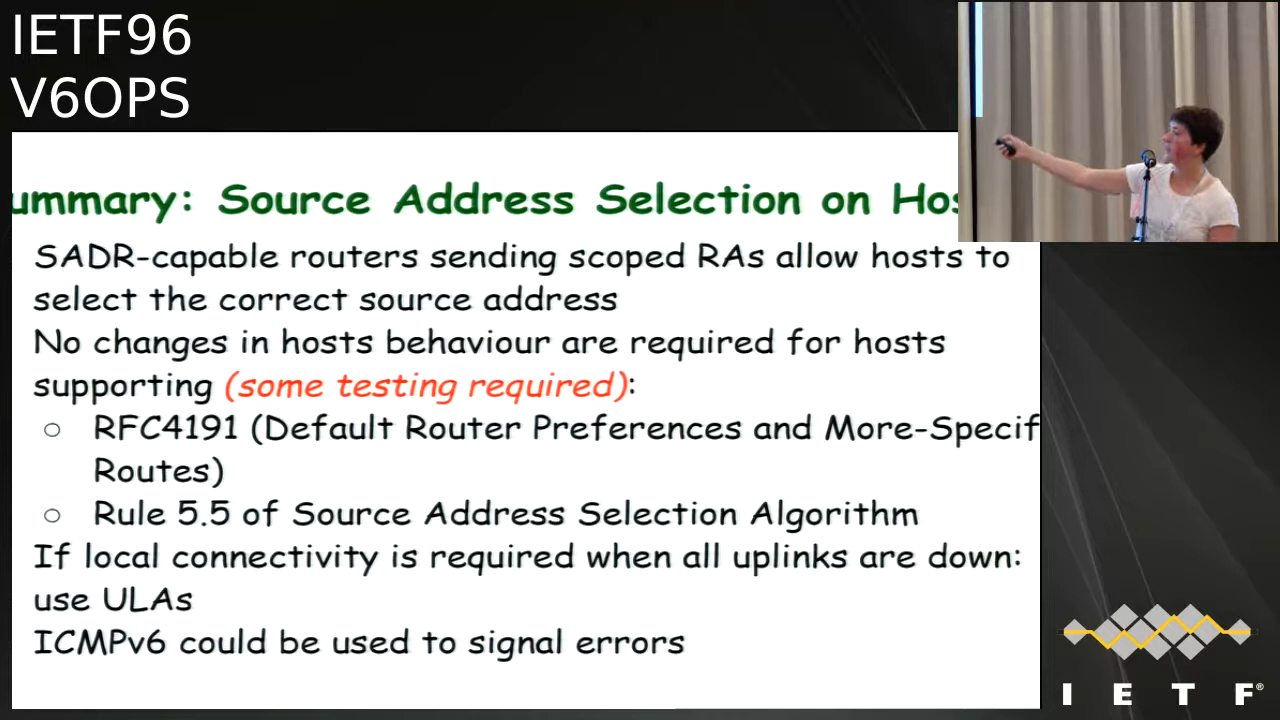 IETF96
V6OPS
ummary: Source Address Selection on Hos
SADR-capable routers sending scoped RAs allow hosts to
select the correct source address
No changes in hosts behaviour are required for hosts
supporting (some testing required):
○ RFC4191 (Default Router Preferences and More-Specif
Routes)
○ Rule 5.5 of Source Address Selection Algorithm
If local connectivity is required when all uplinks are down:
use ULAs
ICMPv6 could be used to signal errors
I E T F®